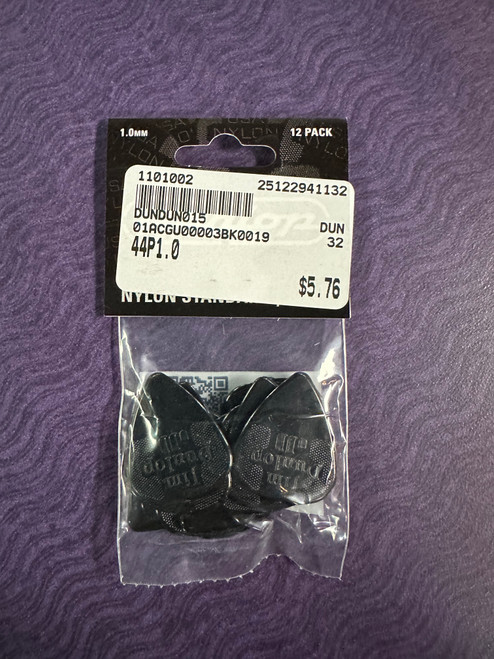 1.0MM 12 PACK
NYLON
1101002 25122941132
DUNDUN015 DUN
01ACGU00003BK0019 32
44P1.0
$5.76
NYLON STANDARD
Jim
Dunlop
Jim
Dunlop